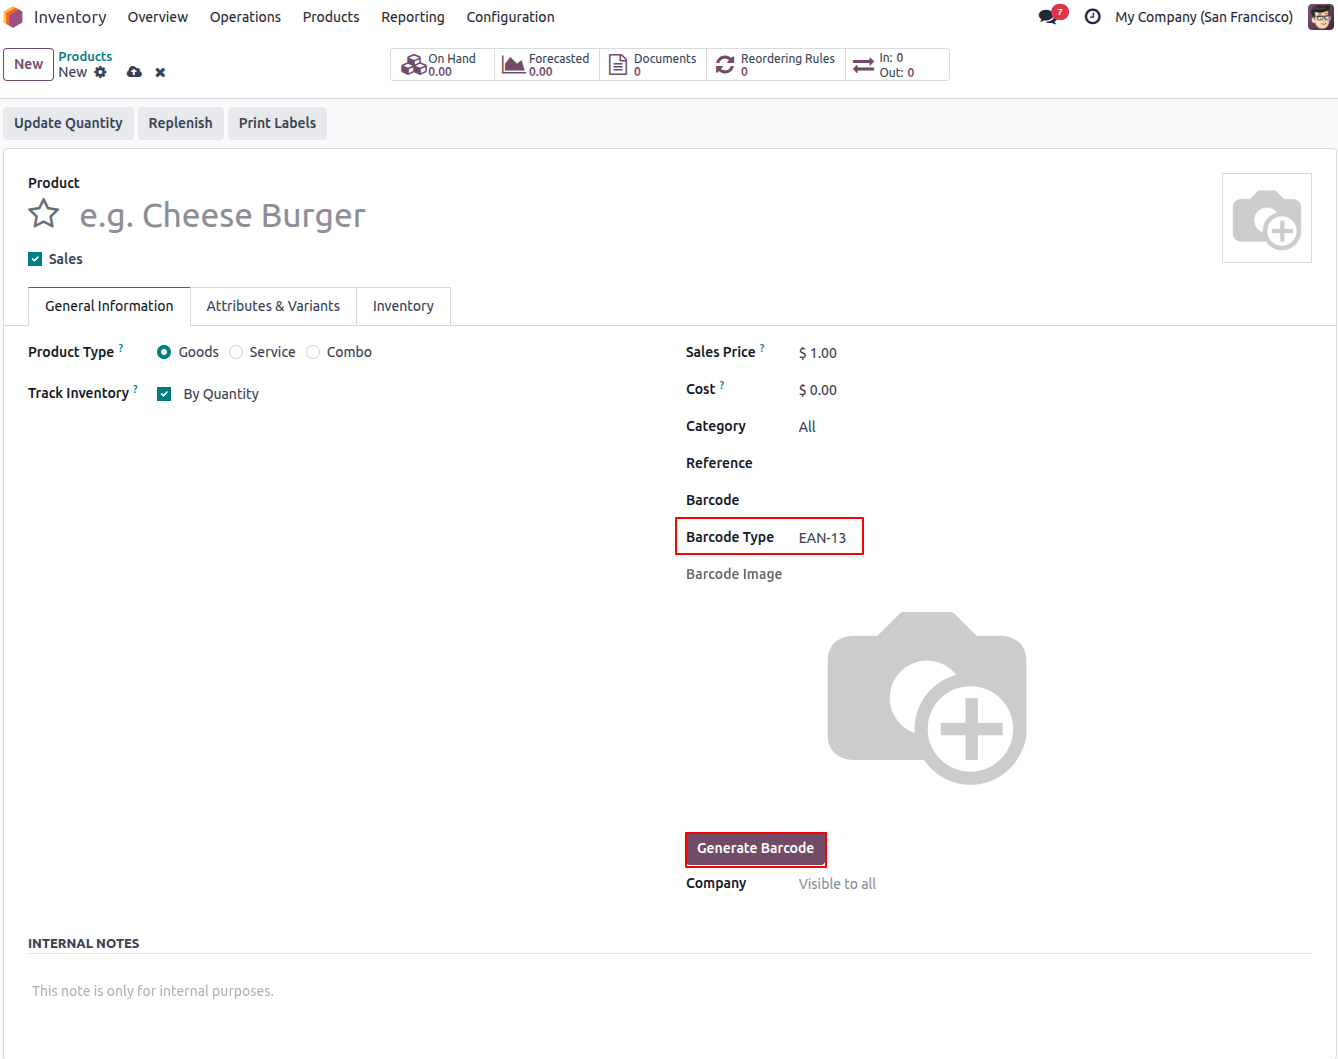 Inventory Overview Operations Products Reporting Configuration 7 My Company (San Francisco)
New Products
New
On Hand
0.00
Forecasted
0.00
Documents
0
Reordering Rules
0
In: 0
Out: 0
Update Quantity Replenish Print Labels
Product
e.g. Cheese Burger
Sales
General Information Attributes & Variants Inventory
Product Type ? Goods Service Combo
Track Inventory ? By Quantity
Sales Price ? $ 1.00
Cost ? $ 0.00
Category All
Reference
Barcode
Barcode Type EAN-13
Barcode Image
Generate Barcode
Company Visible to all
INTERNAL NOTES
This note is only for internal purposes.